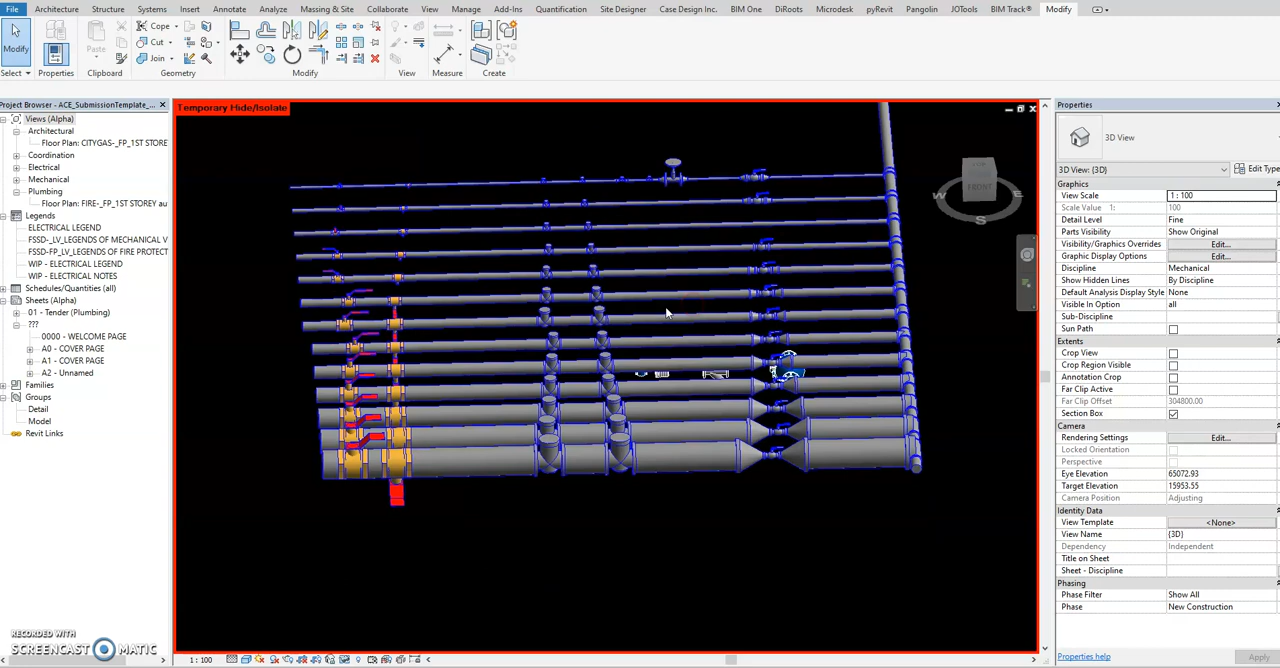 File Architecture Structure Systems Insert Annotate Analyze Massing & Site Collaborate View Manage Add-Ins Quantification Site Designer Case Design Inc. BIM One DiRoots Microdesk pyRevit Pangolin JOTools BIM Track® Modify
Modify Paste Cope
Cut
Join
Select Properties Clipboard Geometry Modify View Measure Create
Project Browser - ACE_SubmissionTemplate_...
Views (Alpha)
Architectural
Floor Plan: CITYGAS-_FP_1ST STORE
Coordination
Electrical
Mechanical
Plumbing
Floor Plan: FIRE-_FP_1ST STOREY au
Legends
ELECTRICAL LEGEND
FSSD-_LV_LEGENDS OF MECHANICAL V
FSSD-FP_LV_LEGENDS OF FIRE PROTECT
WIP - ELECTRICAL LEGEND
WIP - ELECTRICAL NOTES
Schedules/Quantities (all)
Sheets (Alpha)
01 - Tender (Plumbing)
???
0000 - WELCOME PAGE
A0 - COVER PAGE
A1 - COVER PAGE
A2 - Unnamed
Families
Groups
Detail
Model
Revit Links
RECORDED WITH
SCREENCAST MATIC
Temporary Hide/Isolate
FRONT
W E
S
1 : 100
Properties
3D View
3D View: {3D} Edit Type
Graphics
View Scale 1 : 100
Scale Value 1: 100
Detail Level Fine
Parts Visibility Show Original
Visibility/Graphics Overrides Edit...
Graphic Display Options Edit...
Discipline Mechanical
Show Hidden Lines By Discipline
Default Analysis Display Style None
Visible In Option all
Sub-Discipline
Sun Path
Extents
Crop View
Crop Region Visible
Annotation Crop
Far Clip Active
Far Clip Offset 304800.00
Section Box
Camera
Rendering Settings Edit...
Locked Orientation
Perspective
Eye Elevation 65072.93
Target Elevation 15953.55
Camera Position Adjusting
Identity Data
View Template <None>
View Name {3D}
Dependency Independent
Title on Sheet
Sheet - Discipline
Phasing
Phase Filter Show All
Phase New Construction
Properties help Apply